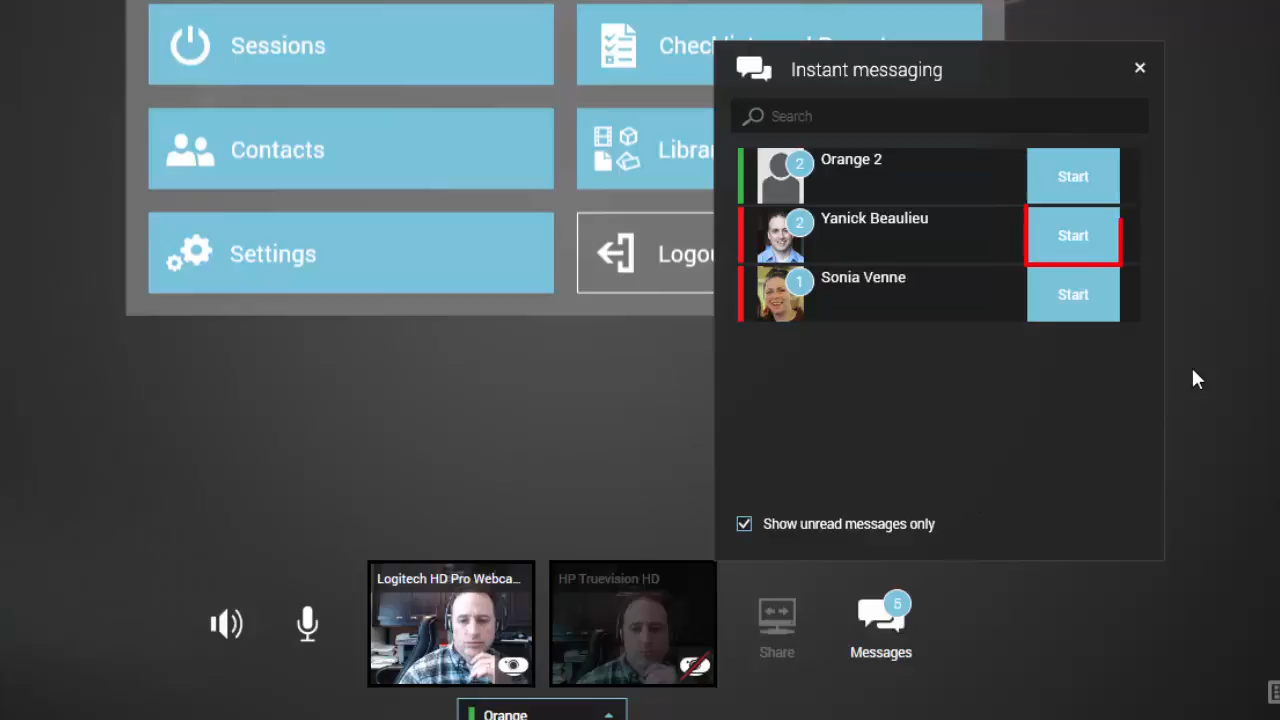 Sessions
Contacts
Settings
Instant messaging
Search
2
Orange 2
Start
2
Yanick Beaulieu
Start
1
Sonia Venne
Start
Show unread messages only
Logitech HD Pro Webca...
HP Truevision HD
Share
5
Messages
Orange